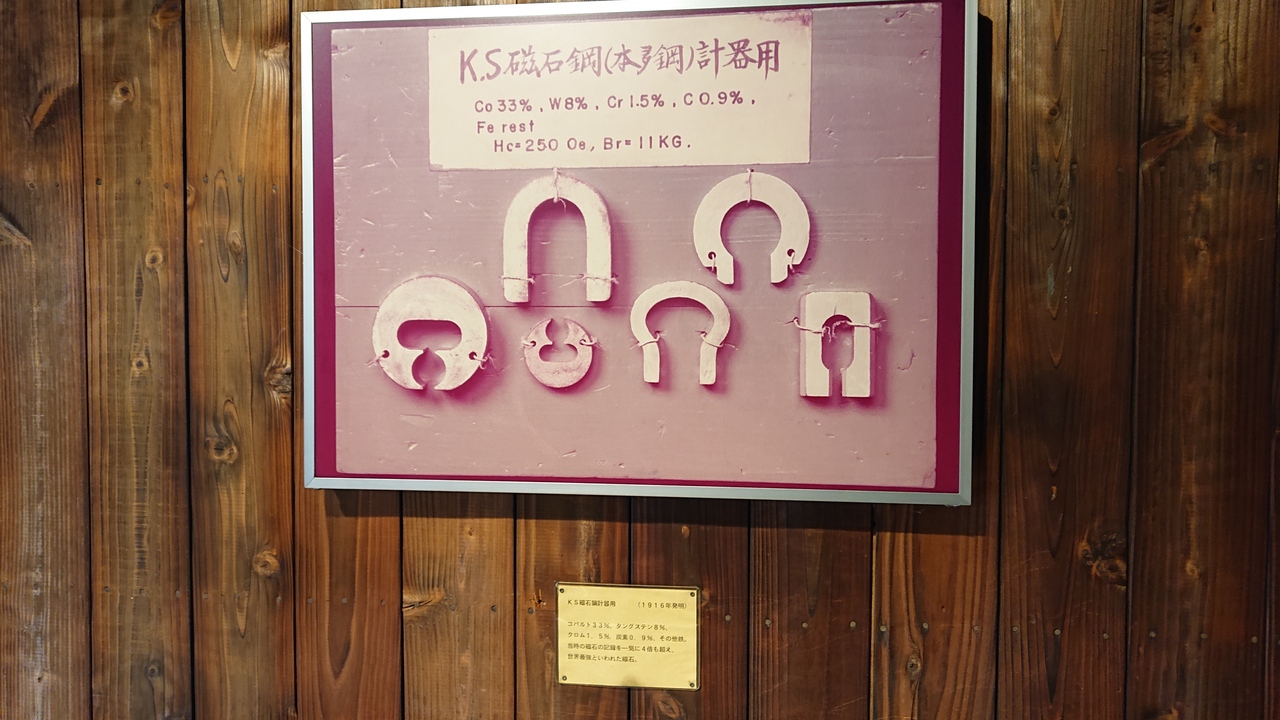 K.S磁石鋼(本多鋼)計器用
Co 33% , W8% , Cr 1.5% , C 0.9% ,
Fe rest
Hc=250 Oe, Br=11KG.
KS磁石鋼計器用 (1916年発明)
コバルト33%、タングステン8%、
クロム1.5%、炭素0.9%、その他鉄。
当時の磁石の記録を一気に4倍も超え、
世界最強といわれた磁石。